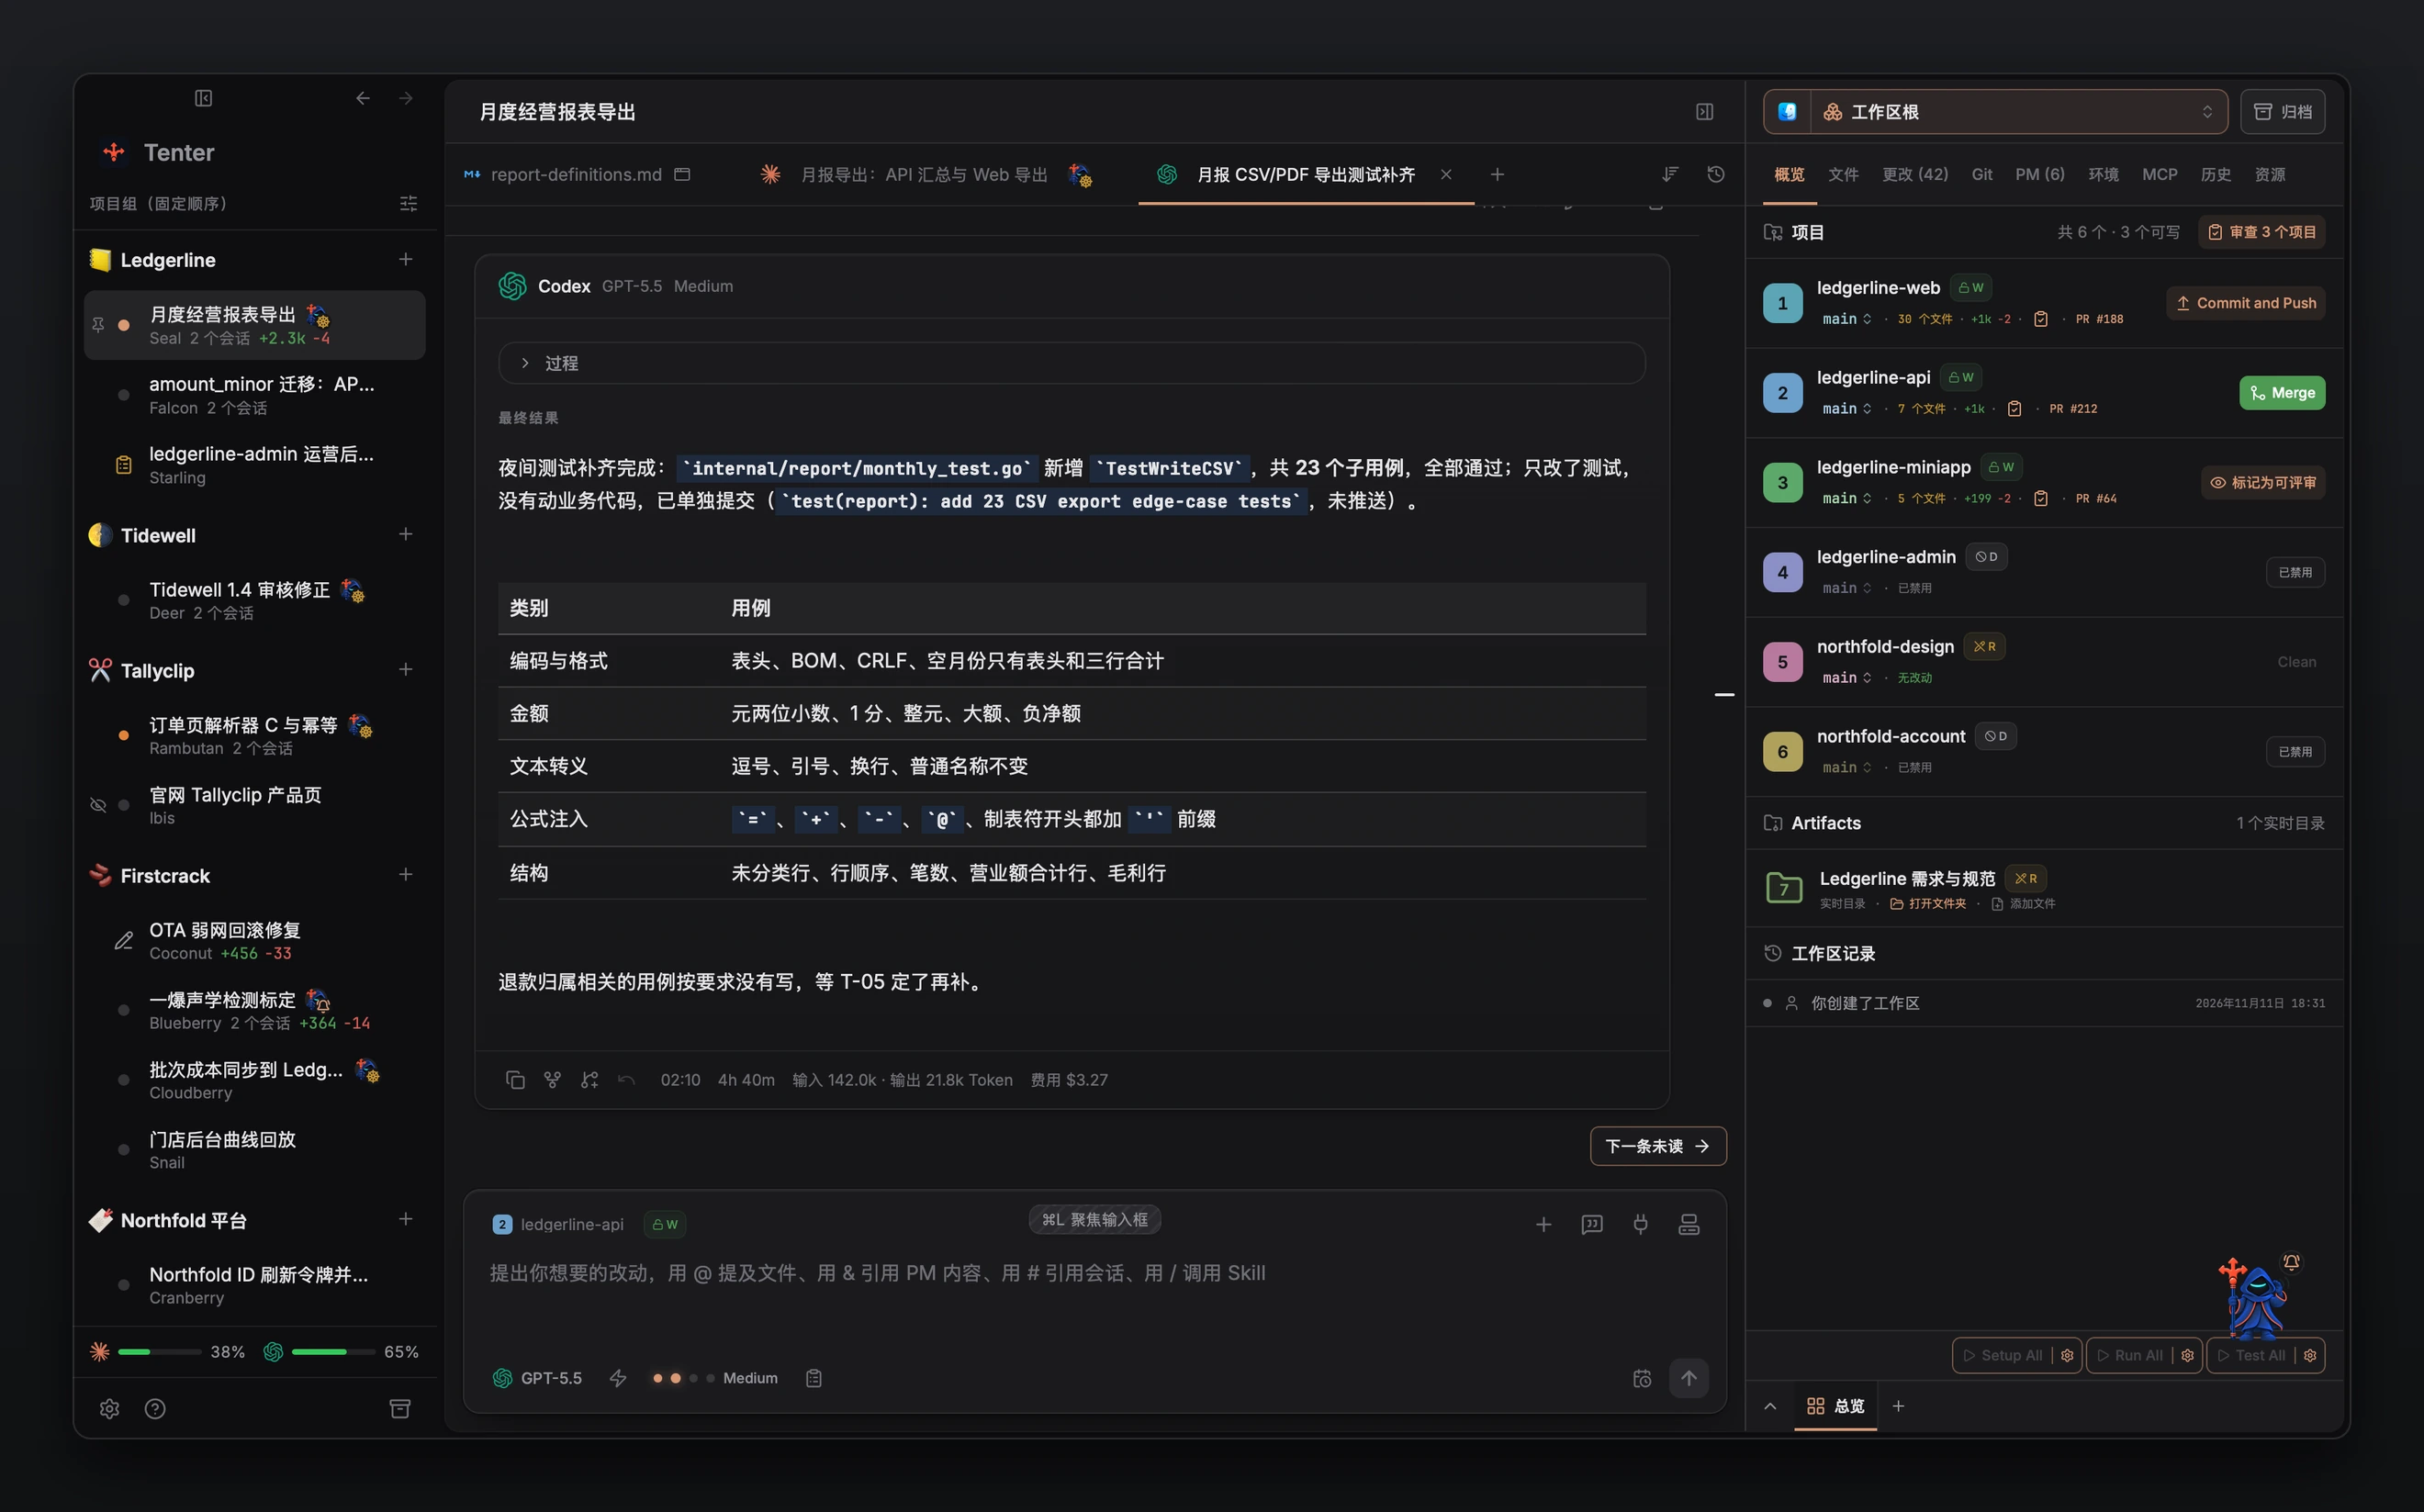 Tenter
项目组（固定顺序）
Ledgerline
月度经营报表导出
Seal 2 个会话 +2.3k -4
amount_minor 迁移：AP...
Falcon 2 个会话
ledgerline-admin 运营后...
Starling
Tidewell
Tidewell 1.4 审核修正
Deer 2 个会话
Tallyclip
订单页解析器 C 与幂等
Rambutan 2 个会话
官网 Tallyclip 产品页
Ibis
Firstcrack
OTA 弱网回滚修复
Coconut +456 -33
一爆声学检测标定
Blueberry 2 个会话 +364 -14
批次成本同步到 Ledg...
Cloudberry
门店后台曲线回放
Snail
Northfold 平台
Northfold ID 刷新令牌并...
Cranberry
38% 65%
月度经营报表导出
report-definitions.md
月报导出：API 汇总与 Web 导出
月报 CSV/PDF 导出测试补齐
Codex GPT-5.5 Medium
过程
最终结果
夜间测试补齐完成：`internal/report/monthly_test.go` 新增 `TestWriteCSV`，共 23 个子用例，全部通过；只改了测试，
没有动业务代码，已单独提交（`test(report): add 23 CSV export edge-case tests`，未推送）。
类别 用例
编码与格式 表头、BOM、CRLF、空月份只有表头和三行合计
金额 元两位小数、1 分、整元、大额、负净额
文本转义 逗号、引号、换行、普通名称不变
公式注入 `=`、`+`、`-`、`@`、制表符开头都加 `'` 前缀
结构 未分类行、行顺序、笔数、营业额合计行、毛利行
退款归属相关的用例按要求没有写，等 T-05 定了再补。
02:10 4h 40m 输入 142.0k · 输出 21.8k Token 费用 $3.27
下一条未读
2 ledgerline-api W
⌘L 聚焦输入框
提出你想要的改动，用 @ 提及文件、用 & 引用 PM 内容、用 # 引用会话、用 / 调用 Skill
GPT-5.5 Medium
工作区根
归档
概览 文件 更改 (42) Git PM (6) 环境 MCP 历史 资源
项目 共 6 个 · 3 个可写 审查 3 个项目
1 ledgerline-web W
main · 30 个文件 · +1k -2 · · PR #188
Commit and Push
2 ledgerline-api W
main · 7 个文件 · +1k · · PR #212
Merge
3 ledgerline-miniapp W
main · 5 个文件 · +199 -2 · · PR #64
标记为可评审
4 ledgerline-admin D
main · 已禁用
已禁用
5 northfold-design R
main · 无改动
Clean
6 northfold-account D
main · 已禁用
已禁用
Artifacts 1 个实时目录
7 Ledgerline 需求与规范 R
实时目录 · 打开文件夹 · 添加文件
工作区记录
你创建了工作区 2026年11月11日 18:31
Setup All Run All Test All
总览